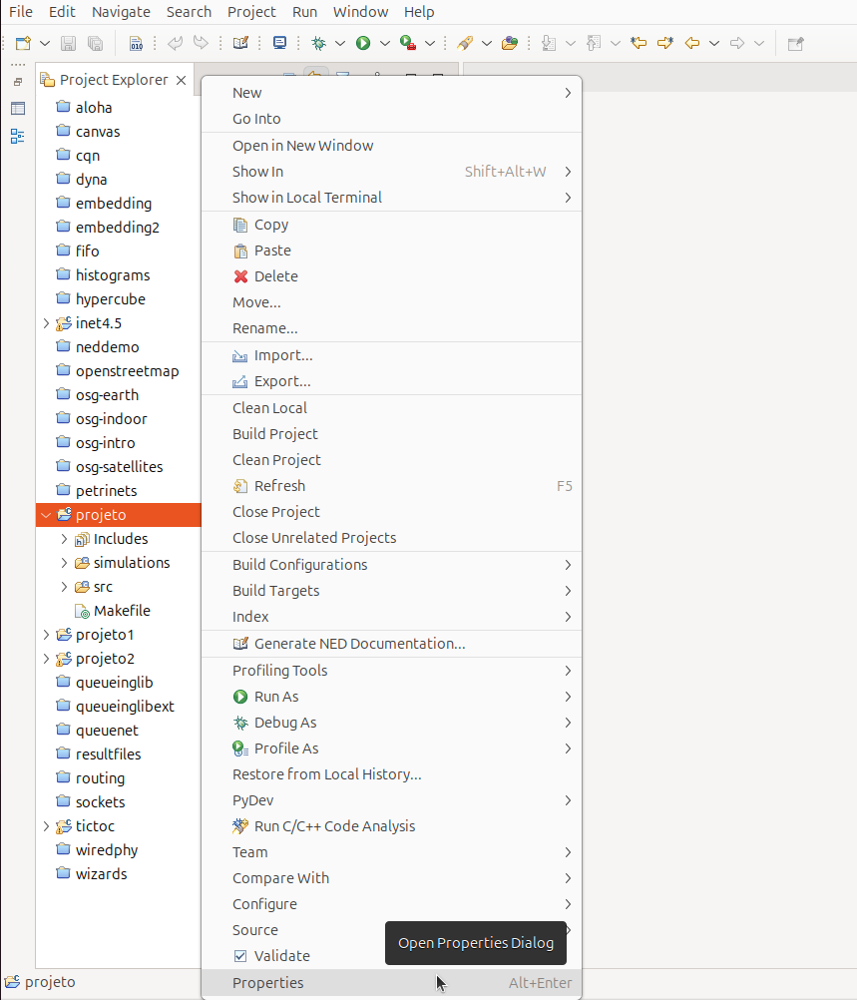 File Edit Navigate Search Project Run Window Help
010
Project Explorer
aloha
canvas
cqn
dyna
embedding
embedding2
fifo
histograms
hypercube
inet4.5
neddemo
openstreetmap
osg-earth
osg-indoor
osg-intro
osg-satellites
petrinets
projeto
Includes
simulations
src
Makefile
projeto1
projeto2
queueinglib
queueinglibext
queuenet
resultfiles
routing
sockets
tictoc
wiredphy
wizards
New
Go Into
Open in New Window
Show In Shift+Alt+W
Show in Local Terminal
Copy
Paste
Delete
Move...
Rename...
Import...
Export...
Clean Local
Build Project
Clean Project
Refresh F5
Close Project
Close Unrelated Projects
Build Configurations
Build Targets
Index
Generate NED Documentation...
Profiling Tools
Run As
Debug As
Profile As
Restore from Local History...
PyDev
Run C/C++ Code Analysis
Team
Compare With
Configure
Source
Validate
Properties Alt+Enter
Open Properties Dialog
projeto